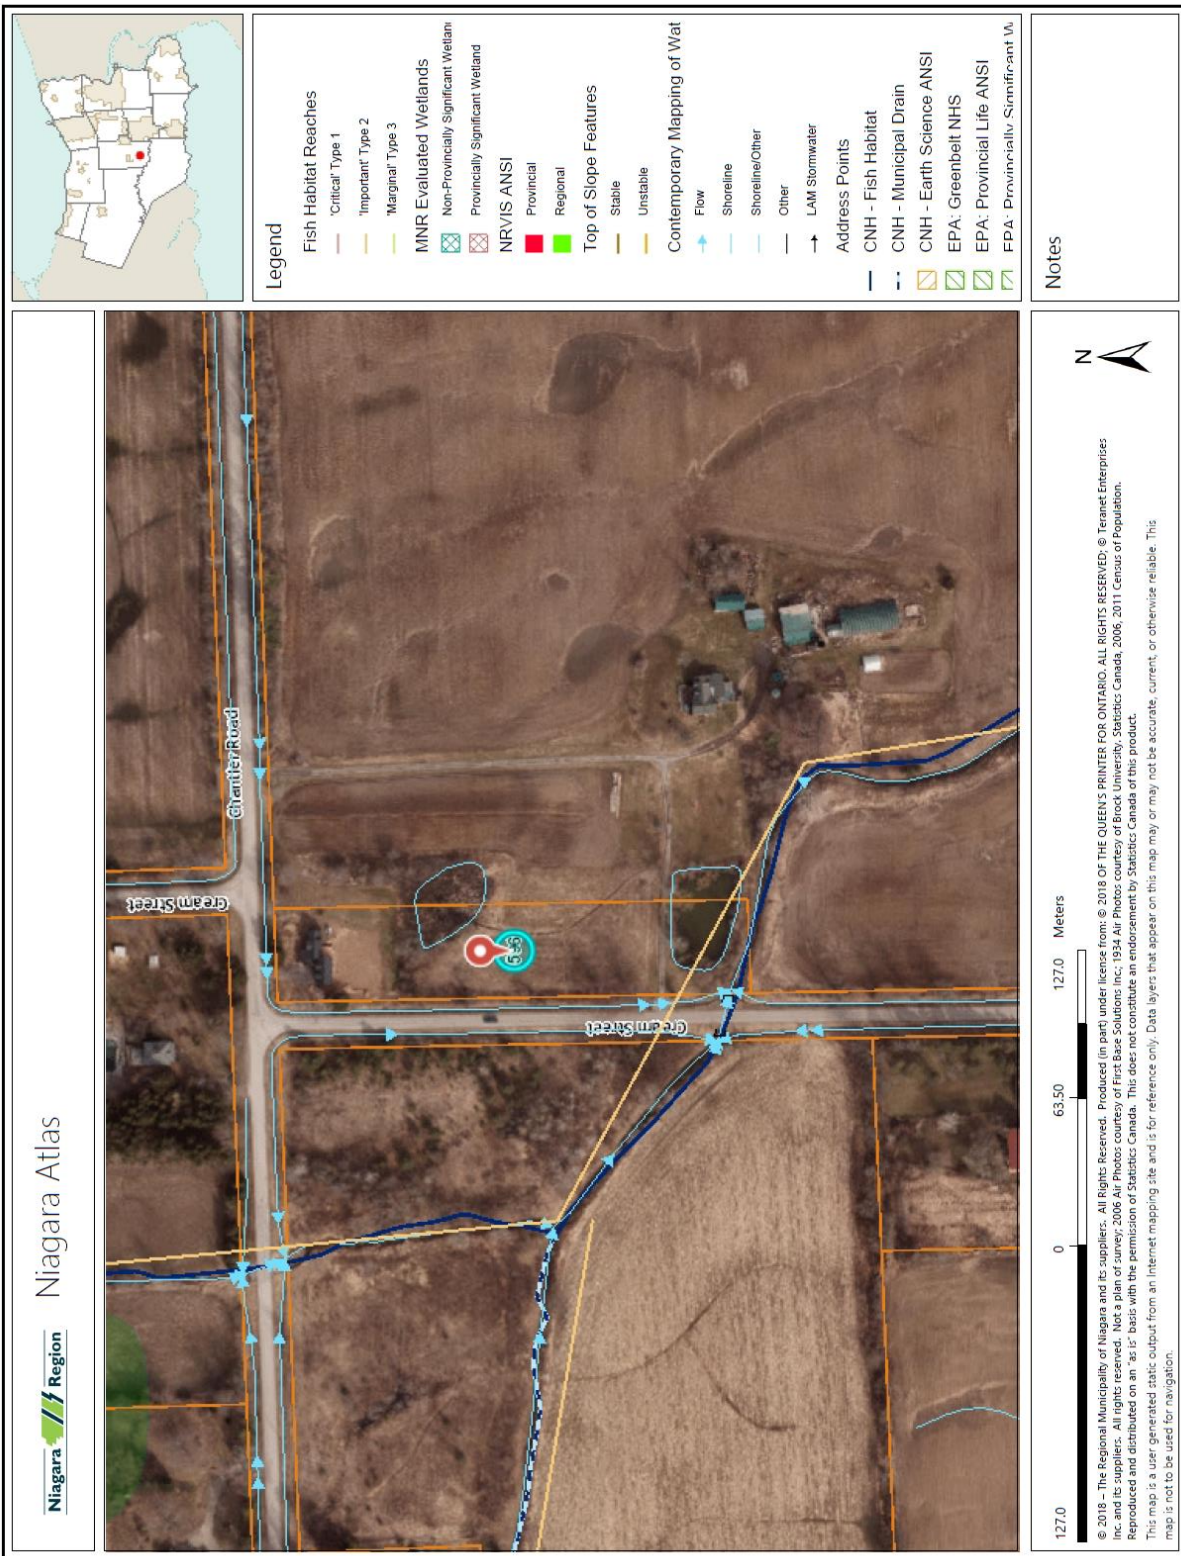 Niagara Region
Niagara Atlas
Chantler Road
Cream Street
Cream Street
Legend
Fish Habitat Reaches
'Critical' Type 1
'Important' Type 2
'Marginal' Type 3
MNR Evaluated Wetlands
Non-Provincially Significant Wetlan
Provincially Significant Wetland
NRVIS ANSI
Provincial
Regional
Top of Slope Features
Stable
Unstable
Contemporary Mapping of Wat
Flow
Shoreline
Shoreline/Other
Other
LAM Stormwater
Address Points
CNH - Fish Habitat
CNH - Municipal Drain
CNH - Earth Science ANSI
EPA: Greenbelt NHS
EPA: Provincial Life ANSI
EPA: Provincially Significant W
127.0 0 63.50 127.0 Meters
N
© 2018 – The Regional Municipality of Niagara and its suppliers. All Rights Reserved. Produced (in part) under license from: © 2018 OF THE QUEEN'S PRINTER FOR ONTARIO. ALL RIGHTS RESERVED; © Teranet Enterprises
Inc. and its suppliers. All rights reserved. Not a plan of survey; 2006 Air Photos courtesy of First Base Solutions Inc.; 1934 Air Photos courtesy of Brock University, Statistics Canada, 2006, 2011 Census of Population.
Reproduced and distributed on an "as is" basis with the permission of Statistics Canada. This does not constitute an endorsement by Statistics Canada of this product.
This map is a user generated static output from an Internet mapping site and is for reference only. Data layers that appear on this map may or may not be accurate, current, or otherwise reliable. This
map is not to be used for navigation.
Notes